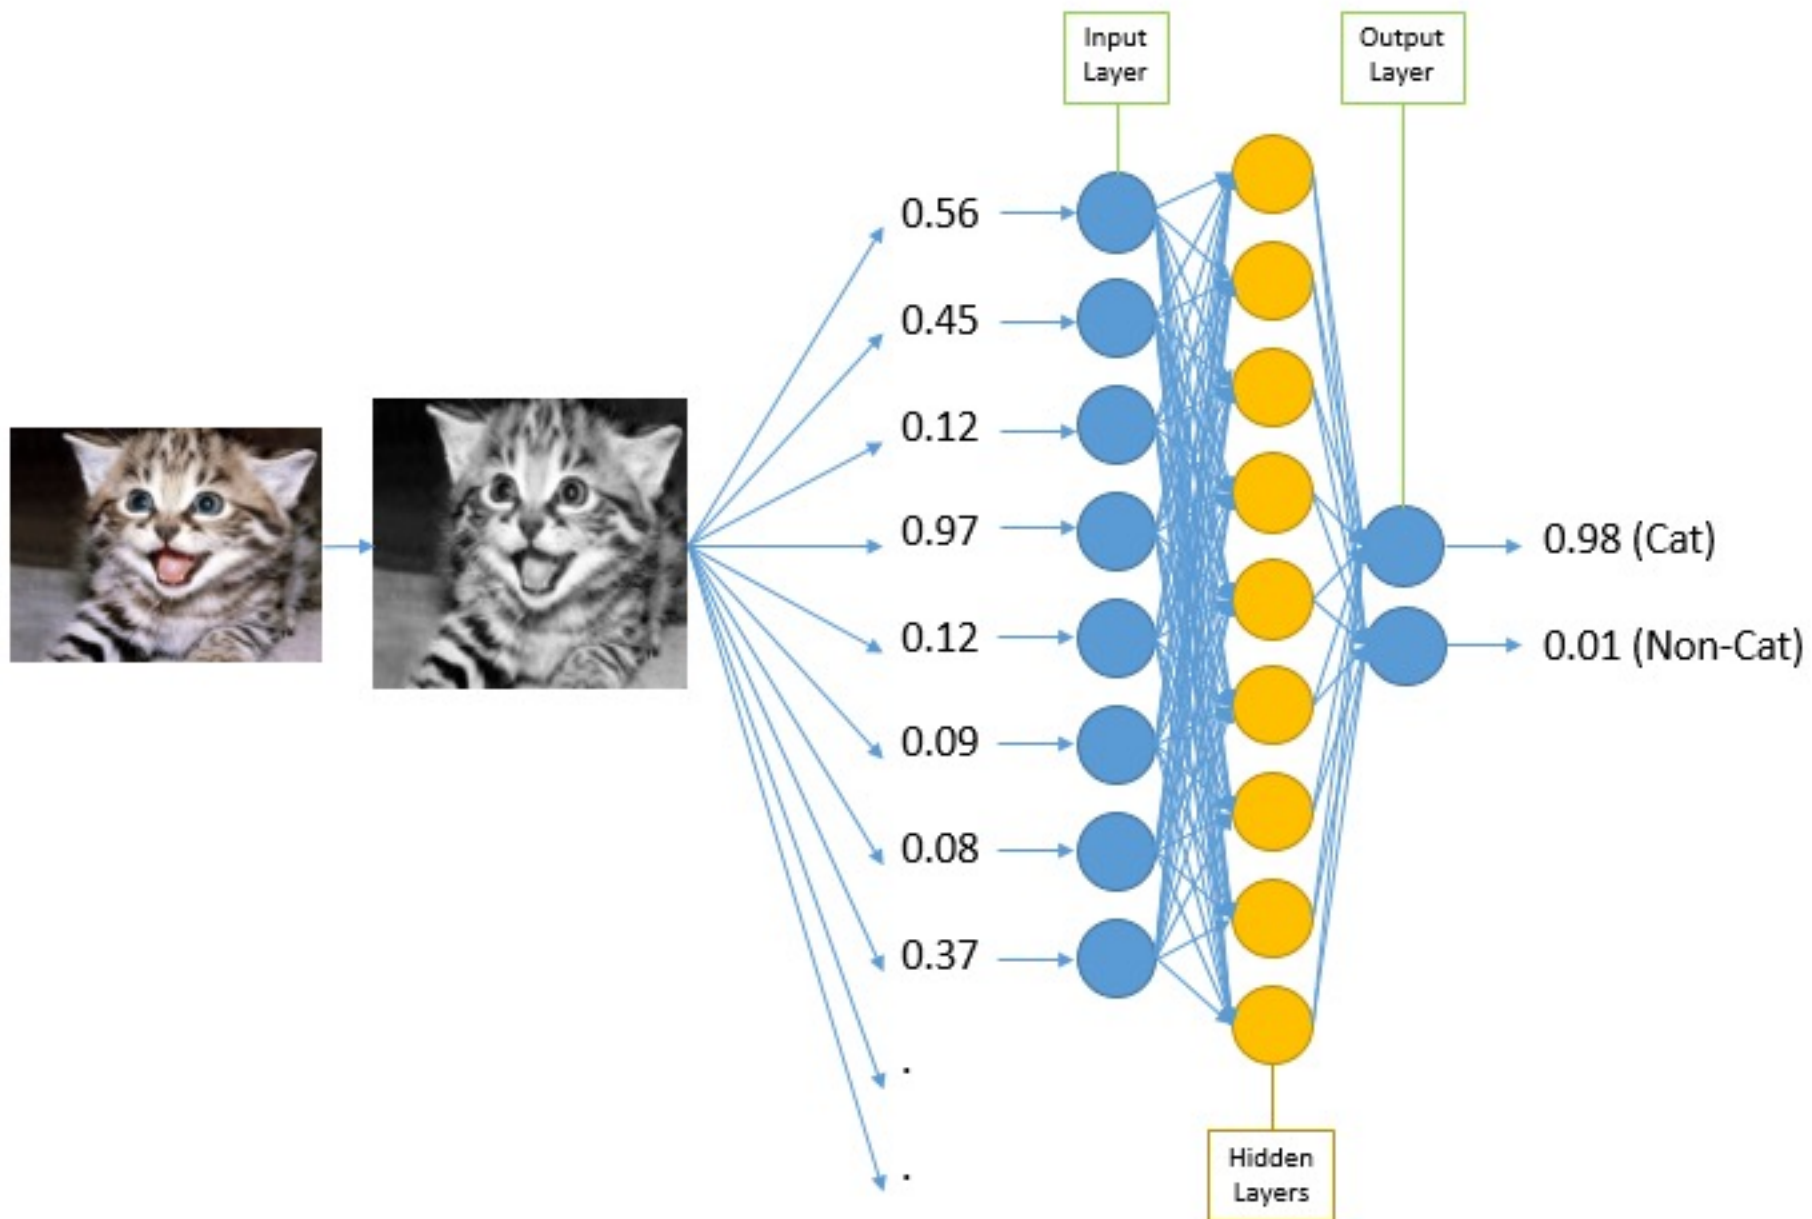 Input
Layer
Output
Layer
0.56
0.45
0.12
0.97
0.12
0.09
0.08
0.37
.
.
0.98 (Cat)
0.01 (Non-Cat)
Hidden
Layers